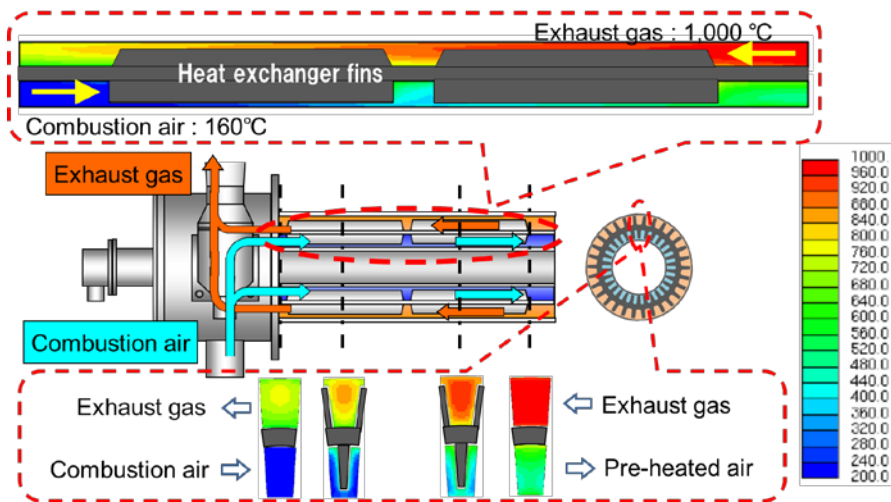 Exhaust gas : 1,000 ℃
Heat exchanger fins
Combustion air : 160℃
Exhaust gas
Combustion air
1000.
960.0
920.0
880.0
840.0
800.0
760.0
720.0
680.0
640.0
600.0
560.0
520.0
480.0
440.0
400.0
360.0
320.0
280.0
240.0
200.0
Exhaust gas
Exhaust gas
Combustion air
Pre-heated air